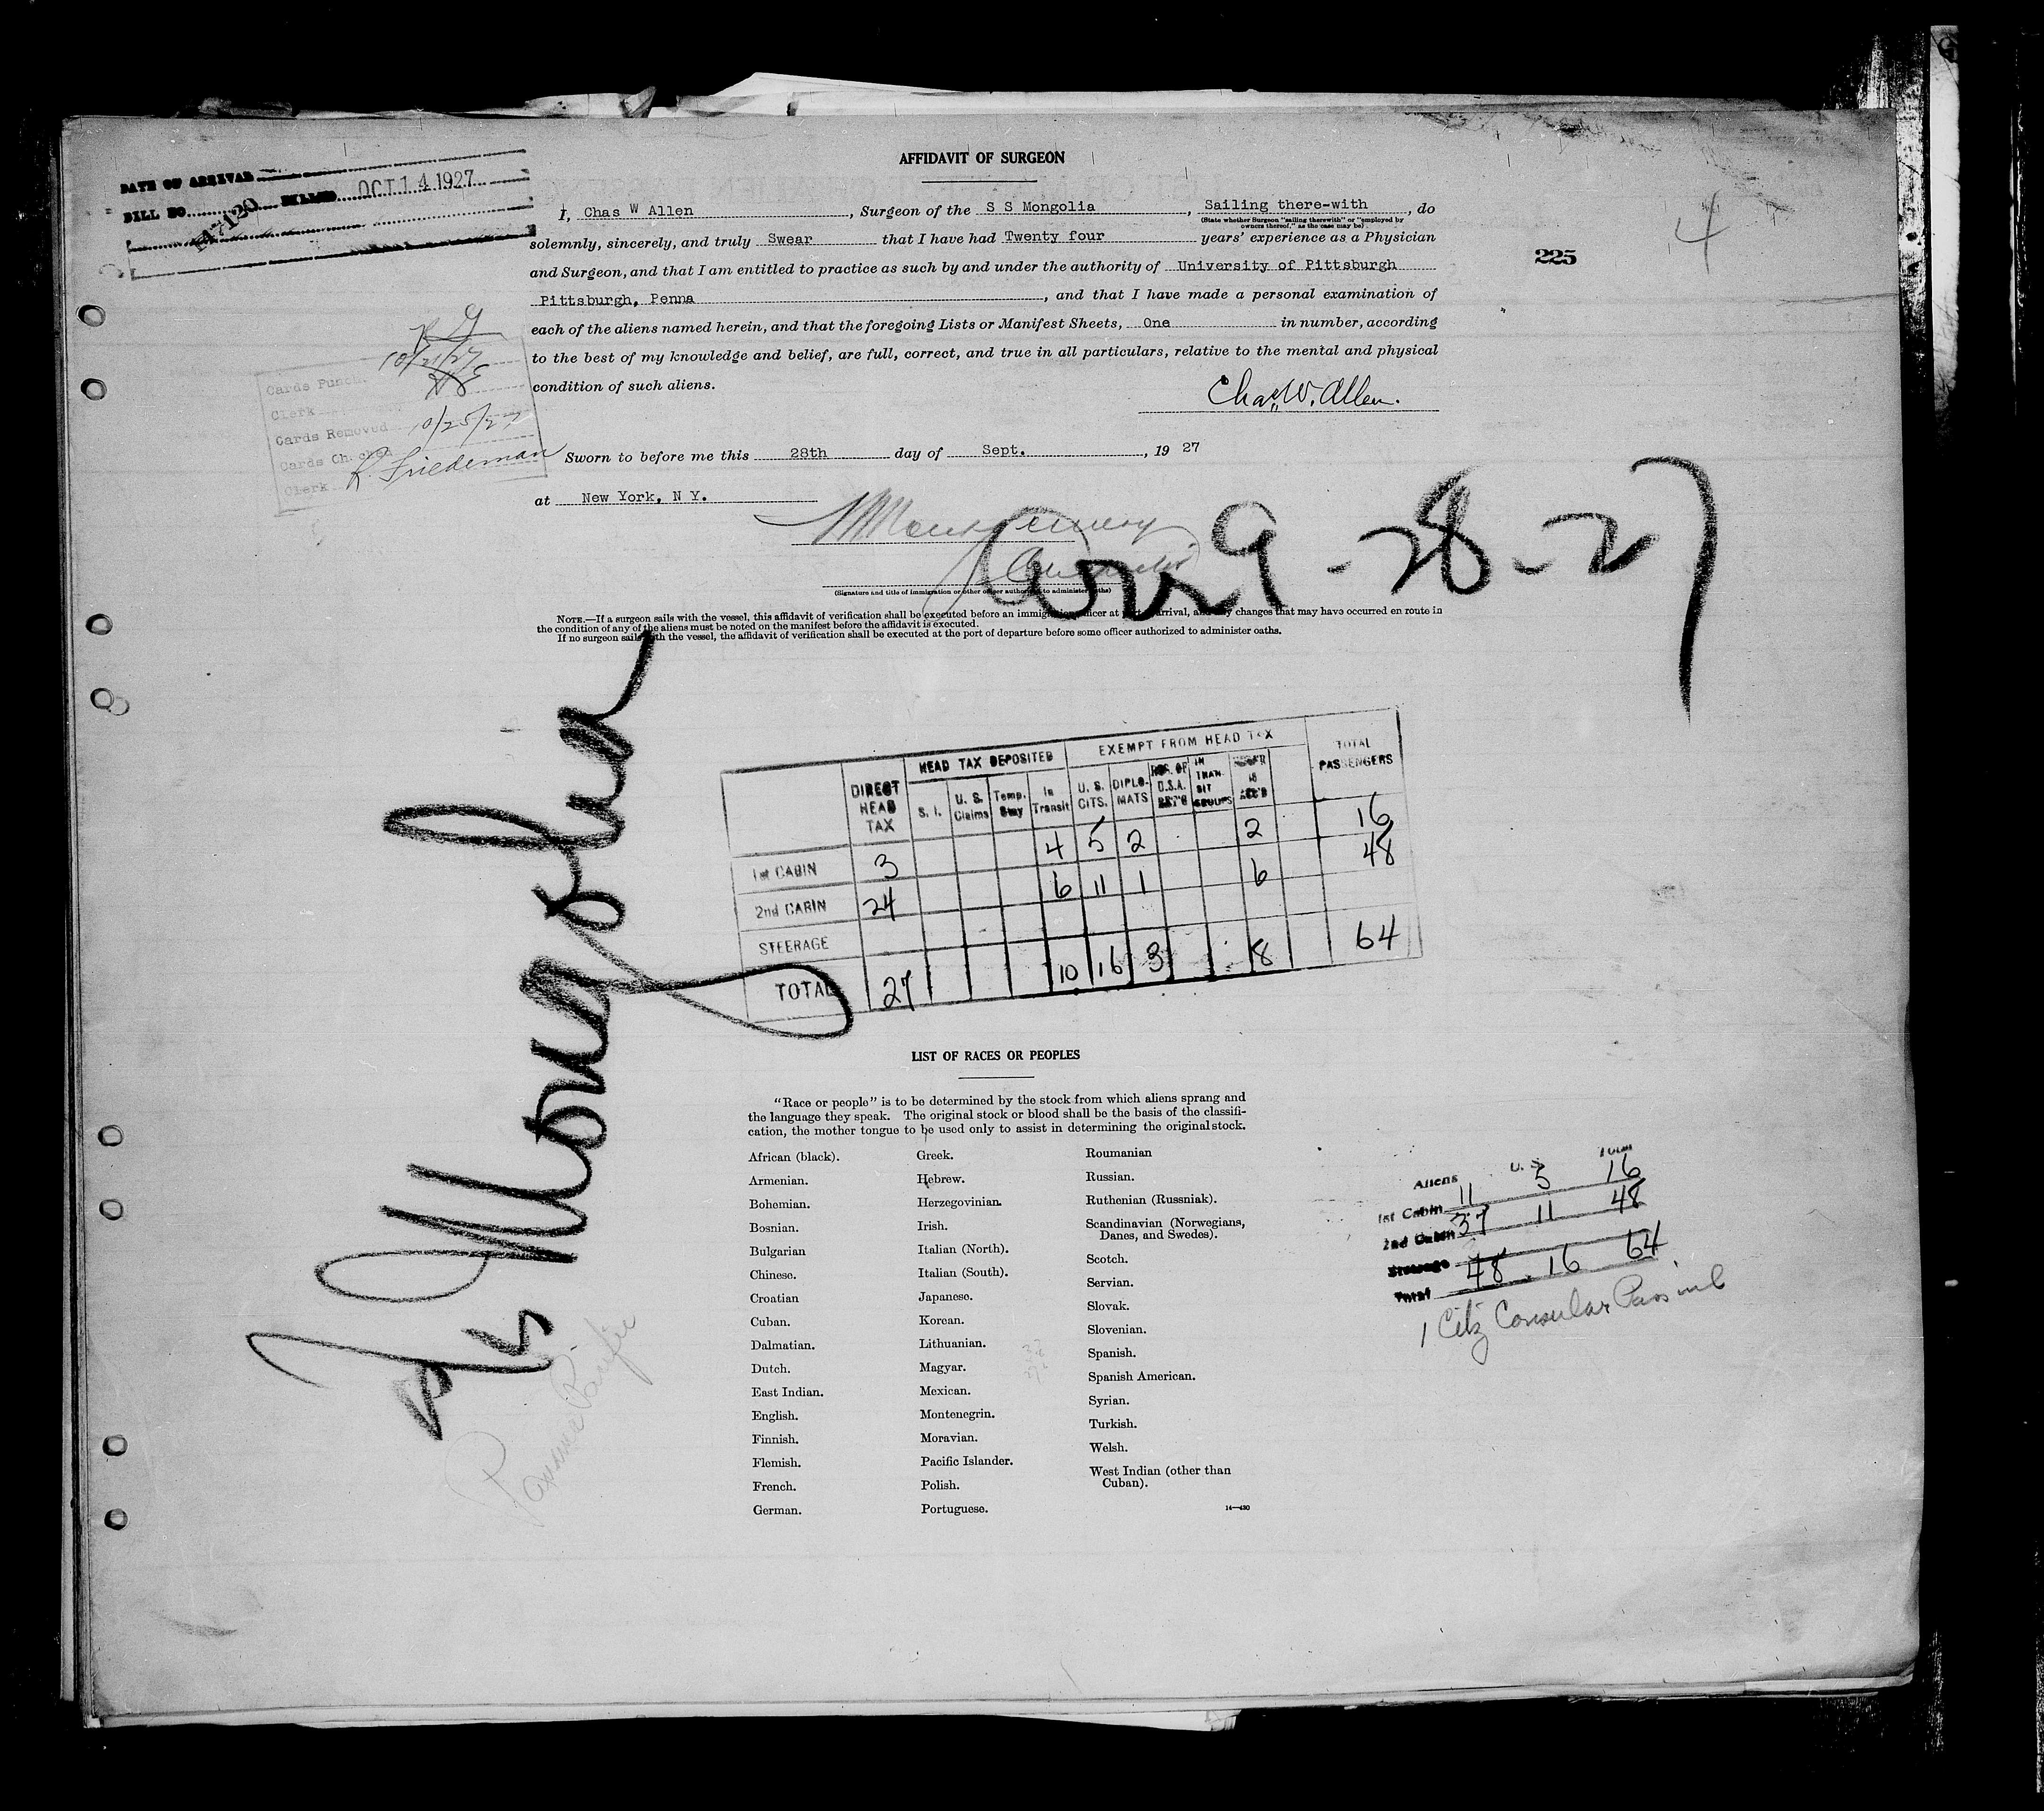 AFFIDAVIT OF SURGEON
DATE OF ARRIVAL
BILL NO. 14-120 BILLED OCT 14 1927
4
225
I, Chas W Allen, Surgeon of the S S Mongolia, Sailing there-with, do
(State whether Surgeon "sailing therewith" or "employed by
owners thereof," as the case may be)
solemnly, sincerely, and truly Swear that I have had Twenty four years' experience as a Physician
and Surgeon, and that I am entitled to practice as such by and under the authority of University of Pittsburgh
Pittsburgh, Penna, and that I have made a personal examination of
each of the aliens named herein, and that the foregoing Lists or Manifest Sheets, One in number, according
to the best of my knowledge and belief, are full, correct, and true in all particulars, relative to the mental and physical
condition of such aliens.
Chas. W. Allen.
Cards Punch. 10/21/27
Clerk
Cards Removed 10/25/27
Cards Ch. cked
Clerk R. Friedeman
Sworn to before me this 28th day of Sept., 19 27
at New York, N Y.
9-28-27
(Signature and title of immigration or other officer authorized to administer oaths)
NOTE.—If a surgeon sails with the vessel, this affidavit of verification shall be executed before an immigration officer at port of arrival, and any changes that may have occurred en route in
the condition of any of the aliens must be noted on the manifest before the affidavit is executed.
If no surgeon sails with the vessel, the affidavit of verification shall be executed at the port of departure before some officer authorized to administer oaths.
SS Mongolia
Panama Pacific
DIRECT HEAD TAX HEAD TAX DEPOSITED EXEMPT FROM HEAD TAX TOTAL PASSENGERS
S. I. U. S. Claims Temp. Stay In Transit U. S. CITS. DIPLO- MATS RES. OF U.S.A. RET'G IN TRAN- SIT GROUPS
1st CABIN 3 4 5 2 2 16
2nd CABIN 24 6 11 1 6 48
STEERAGE
TOTAL 27 10 16 3 8 64
LIST OF RACES OR PEOPLES
"Race or people" is to be determined by the stock from which aliens sprang and
the language they speak. The original stock or blood shall be the basis of the classifi-
cation, the mother tongue to be used only to assist in determining the original stock.
African (black).
Armenian.
Bohemian.
Bosnian.
Bulgarian
Chinese.
Croatian
Cuban.
Dalmatian.
Dutch.
East Indian.
English.
Finnish.
Flemish.
French.
German.
Greek.
Hebrew.
Herzegovinian.
Irish.
Italian (North).
Italian (South).
Japanese.
Korean.
Lithuanian.
Magyar.
Mexican.
Montenegrin.
Moravian.
Pacific Islander.
Polish.
Portuguese.
Roumanian
Russian.
Ruthenian (Russniak).
Scandinavian (Norwegians,
Danes, and Swedes).
Scotch.
Servian.
Slovak.
Slovenian.
Spanish.
Spanish American.
Syrian.
Turkish.
Welsh.
West Indian (other than
Cuban).
14—430
Aliens U. S. Total
1st Cabin 11 5 16
2nd Cabin 37 11 48
Steerage
Total 48 16 64
1 Citz Consular Pass incl